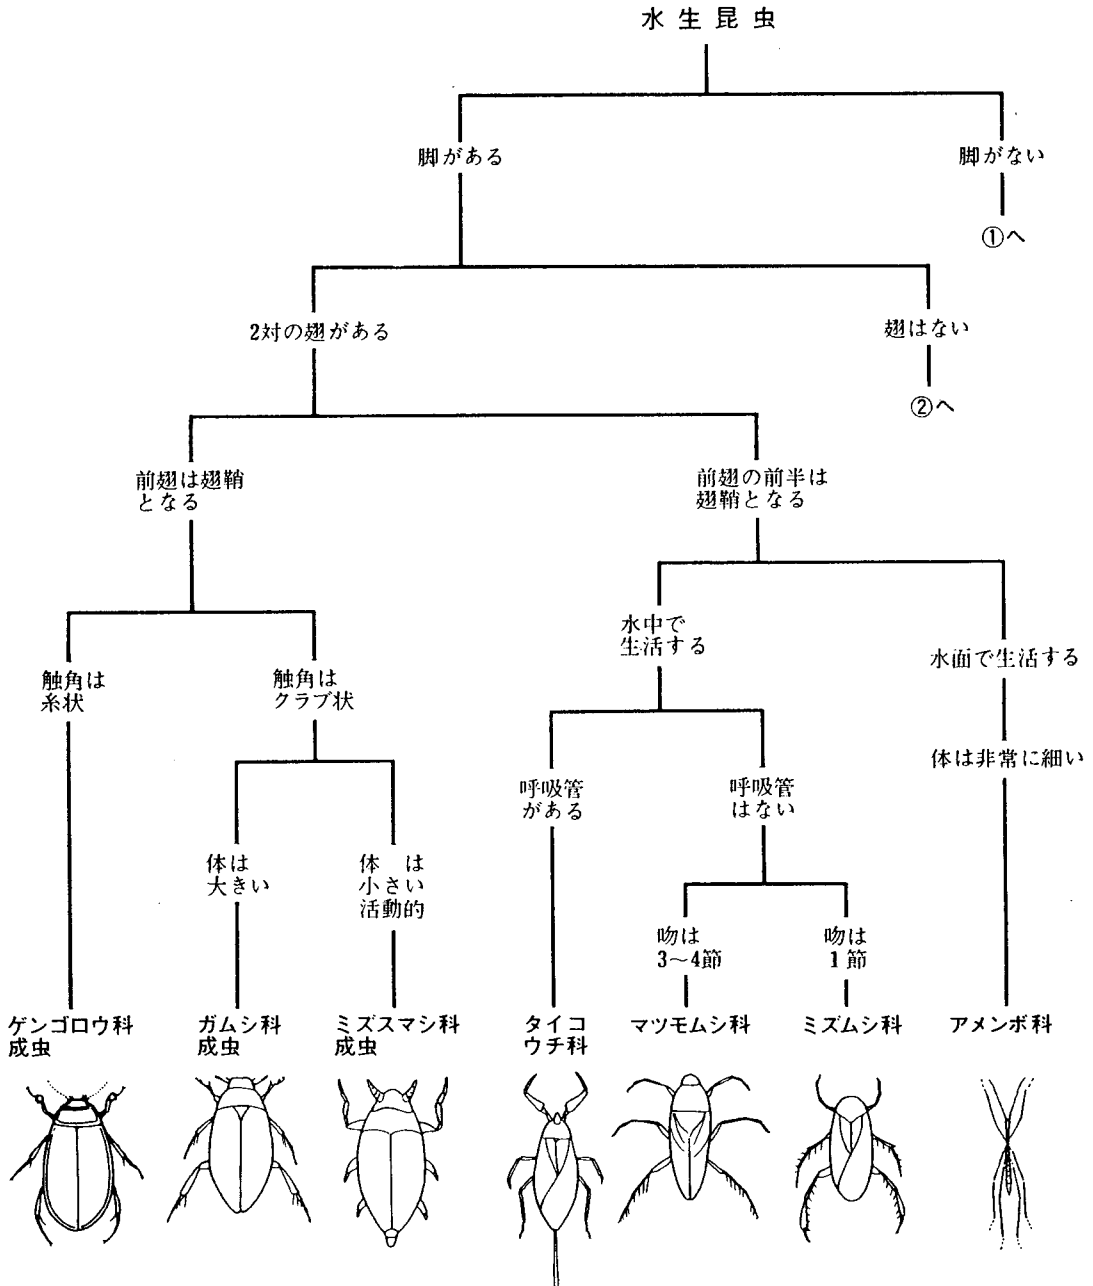 水生昆虫
脚がある
脚がない
①へ
2対の翅がある
翅はない
②へ
前翅は翅鞘
となる
前翅の前半は
翅鞘となる
水中で
生活する
水面で生活する
触角は
糸状
触角は
クラブ状
体は非常に細い
呼吸管
がある
呼吸管
はない
体は
大きい
体 は
小さい
活動的
吻は
3〜4節
吻は
1節
ゲンゴロウ科
成虫
ガムシ科
成虫
ミズスマシ科
成虫
タイコ
ウチ科
マツモムシ科
ミズムシ科
アメンボ科